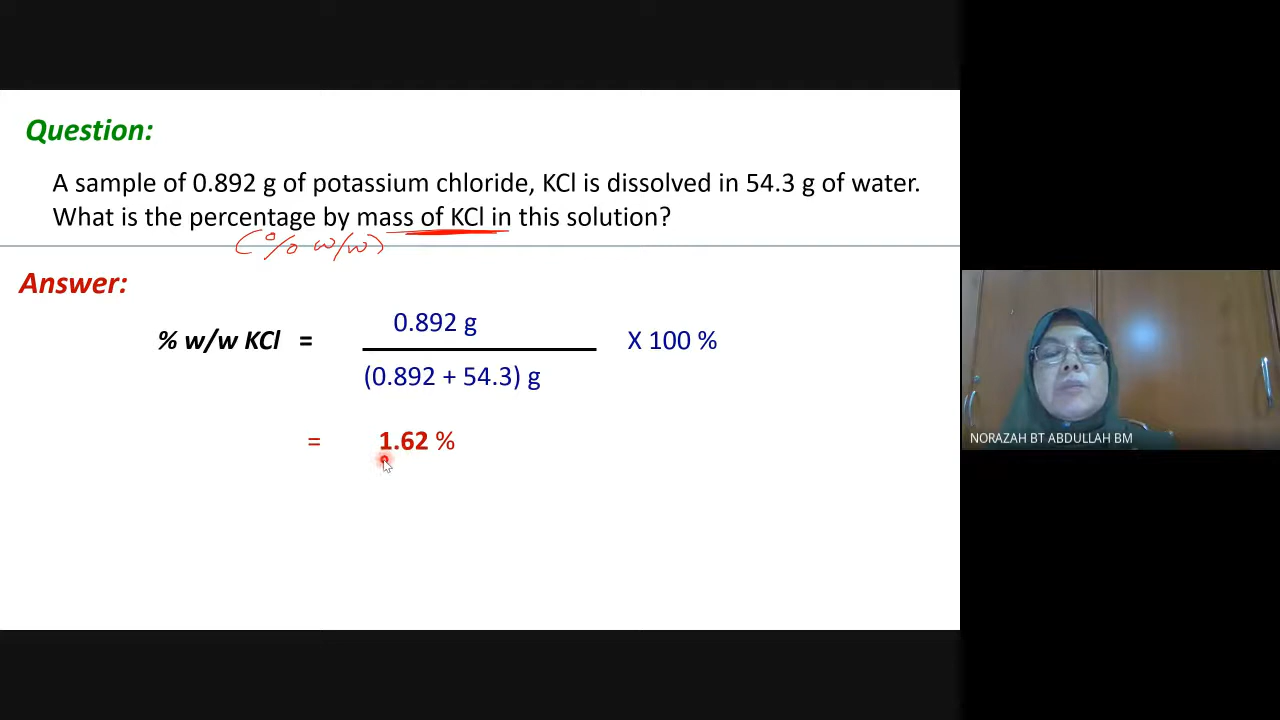 Question:
A sample of 0.892 g of potassium chloride, KCl is dissolved in 54.3 g of water.
What is the percentage by mass of KCl in this solution?
(% w/w)
Answer:
% w/w KCl = 0.892 g X 100 %
(0.892 + 54.3) g
= 1.62 %
NORAZAH BT ABDULLAH BM